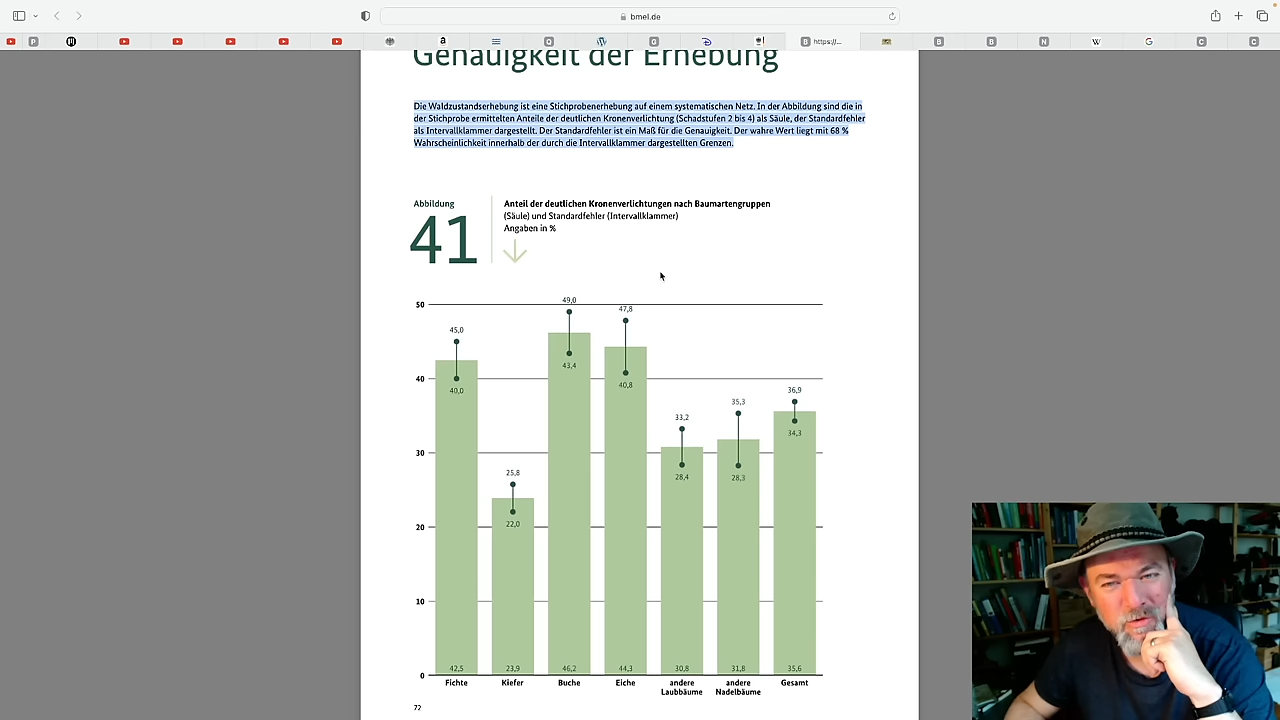 bmel.de
https://...
Genauigkeit der Erhebung
Die Waldzustandserhebung ist eine Stichprobenerhebung auf einem systematischen Netz. In der Abbildung sind die in
der Stichprobe ermittelten Anteile der deutlichen Kronenverlichtung (Schadstufen 2 bis 4) als Säule, der Standardfehler
als Intervallklammer dargestellt. Der Standardfehler ist ein Maß für die Genauigkeit. Der wahre Wert liegt mit 68 %
Wahrscheinlichkeit innerhalb der durch die Intervallklammer dargestellten Grenzen.
Abbildung
41
Anteil der deutlichen Kronenverlichtungen nach Baumartengruppen
(Säule) und Standardfehler (Intervallklammer)
Angaben in %
50
40
30
20
10
0
45,0
40,0
42,5
25,8
22,0
23,9
49,0
43,4
46,2
47,8
40,8
44,3
33,2
28,4
30,8
35,3
28,3
31,8
36,9
34,3
35,6
Fichte
Kiefer
Buche
Eiche
andere
Laubbäume
andere
Nadelbäume
Gesamt
72